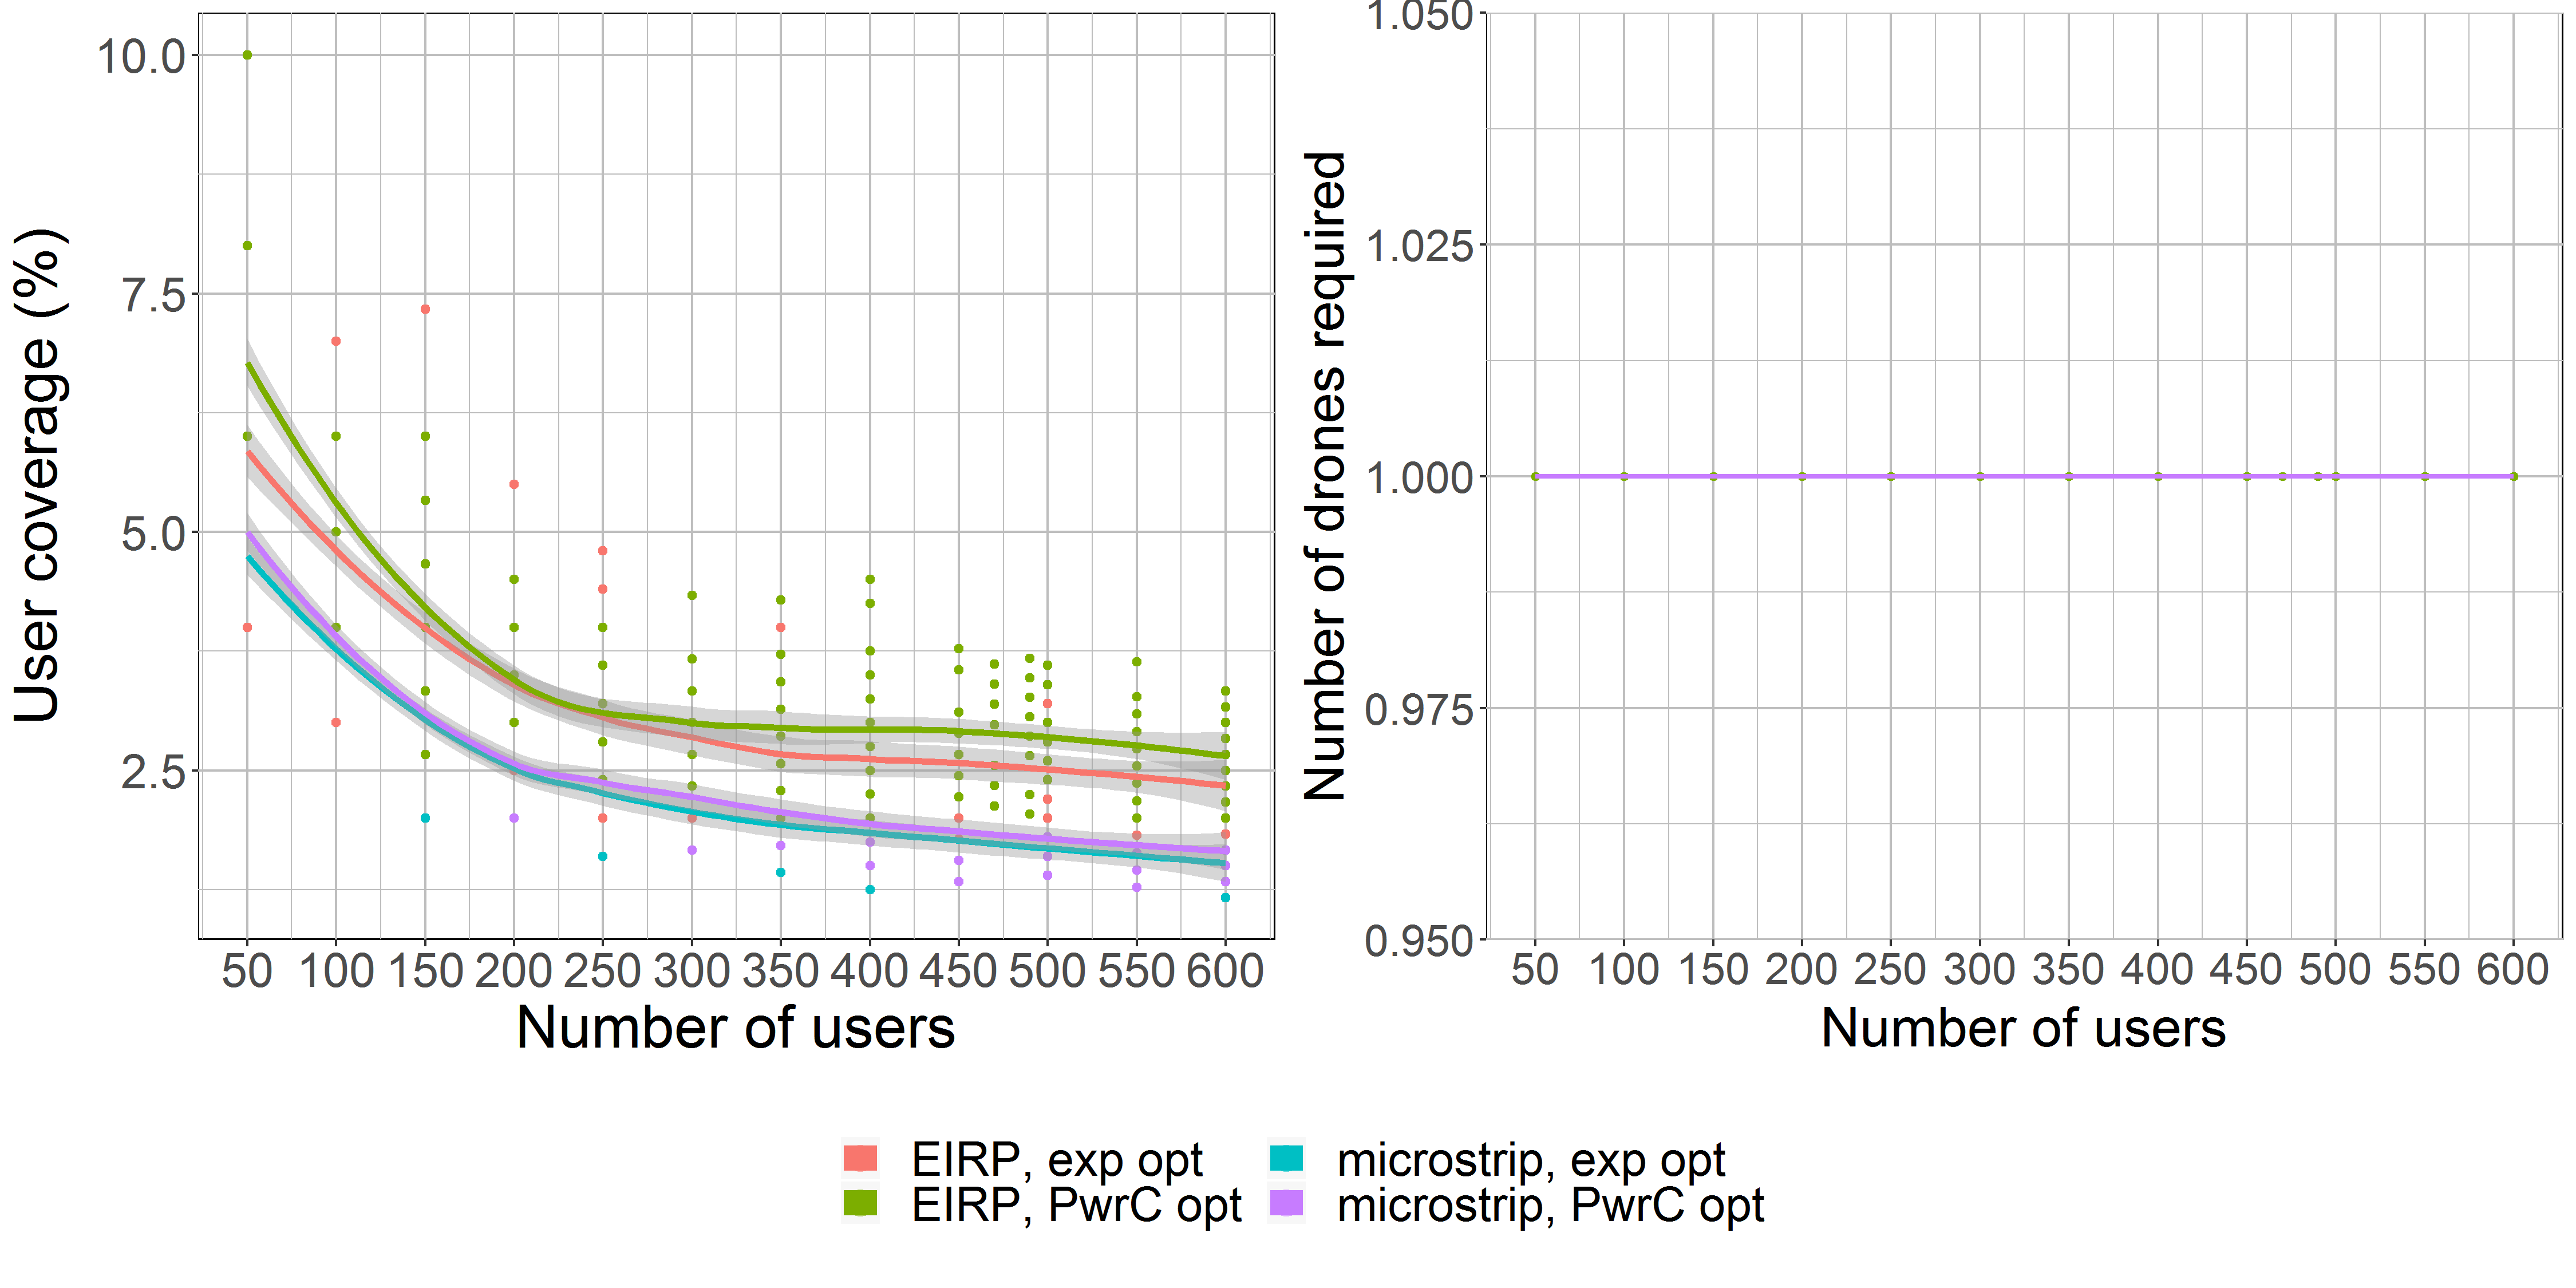 User coverage (%)
10.0
7.5
5.0
2.5
50 100 150 200 250 300 350 400 450 500 550 600
Number of users
Number of drones required
1.050
1.025
1.000
0.975
0.950
50 100 150 200 250 300 350 400 450 500 550 600
Number of users
EIRP, exp opt
EIRP, PwrC opt
microstrip, exp opt
microstrip, PwrC opt